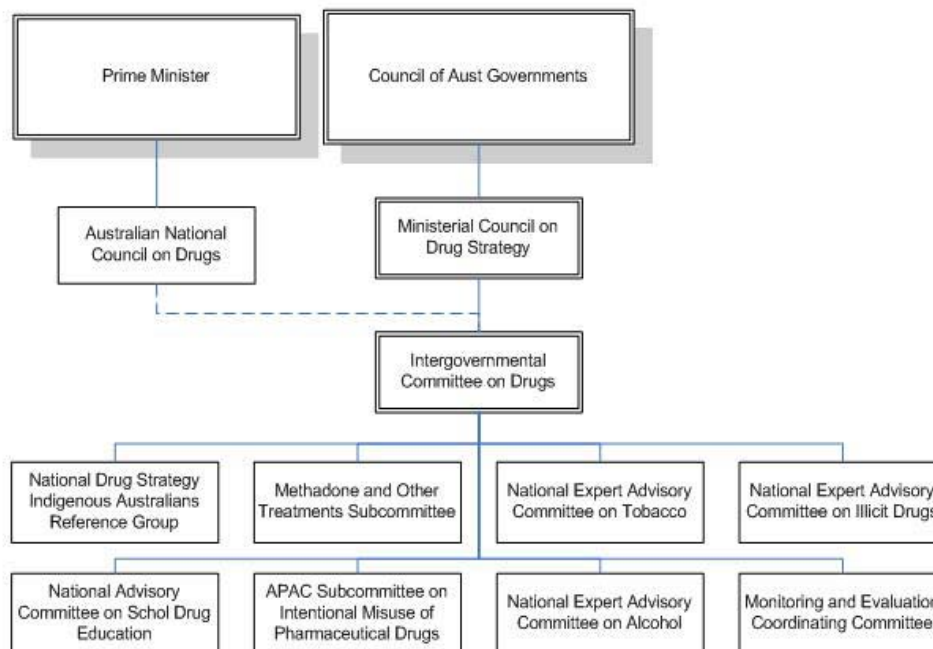 Prime Minister
Council of Aust Governments
Australian National
Council on Drugs
Ministerial Council on
Drug Strategy
Intergovernmental
Committee on Drugs
National Drug Strategy
Indigenous Australians
Reference Group
Methadone and Other
Treatments Subcommittee
National Expert Advisory
Committee on Tobacco
National Expert Advisory
Committee on Illicit Drugs
National Advisory
Committee on Schol Drug
Education
APAC Subcommittee on
Intentional Misuse of
Pharmaceutical Drugs
National Expert Advisory
Committee on Alcohol
Monitoring and Evaluation
Coordinating Committee